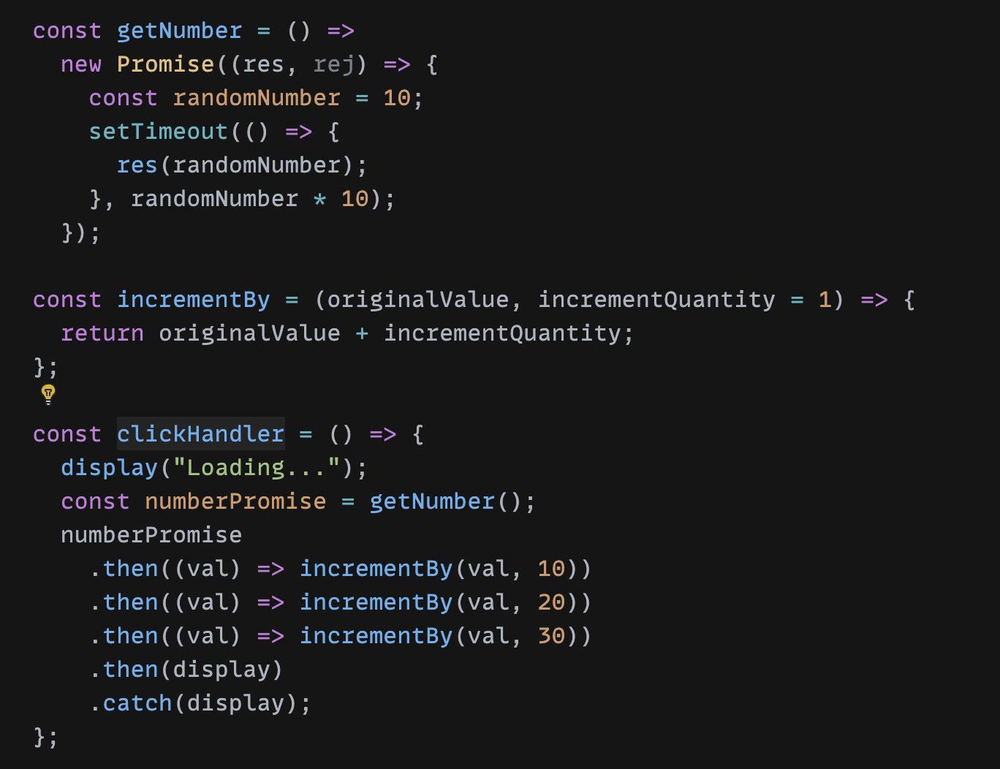 const getNumber = () =>
  new Promise((res, rej) => {
    const randomNumber = 10;
    setTimeout(() => {
      res(randomNumber);
    }, randomNumber * 10);
  });

const incrementBy = (originalValue, incrementQuantity = 1) => {
  return originalValue + incrementQuantity;
};

const clickHandler = () => {
  display("Loading...");
  const numberPromise = getNumber();
  numberPromise
    .then((val) => incrementBy(val, 10))
    .then((val) => incrementBy(val, 20))
    .then((val) => incrementBy(val, 30))
    .then(display)
    .catch(display);
};